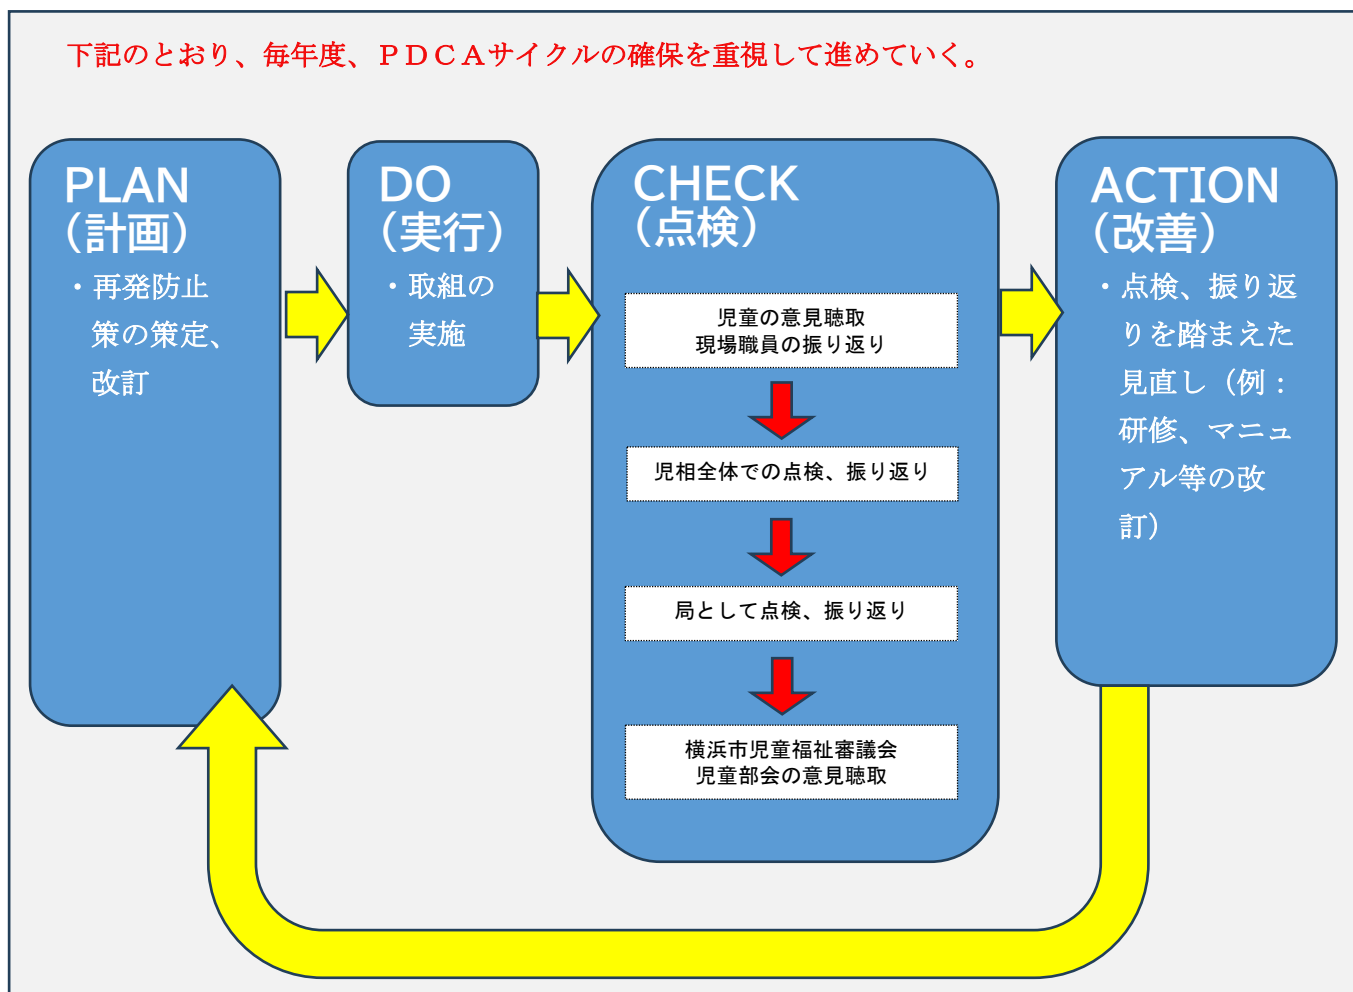 下記のとおり、毎年度、ＰＤＣＡサイクルの確保を重視して進めていく。
PLAN
（計画）
・再発防止
策の策定、
改訂
DO
（実行）
・取組の
実施
CHECK
（点検）
児童の意見聴取
現場職員の振り返り
児相全体での点検、振り返り
局として点検、振り返り
横浜市児童福祉審議会
児童部会の意見聴取
ACTION
（改善）
・点検、振り返
りを踏まえた
見直し（例：
研修、マニュ
アル等の改
訂）